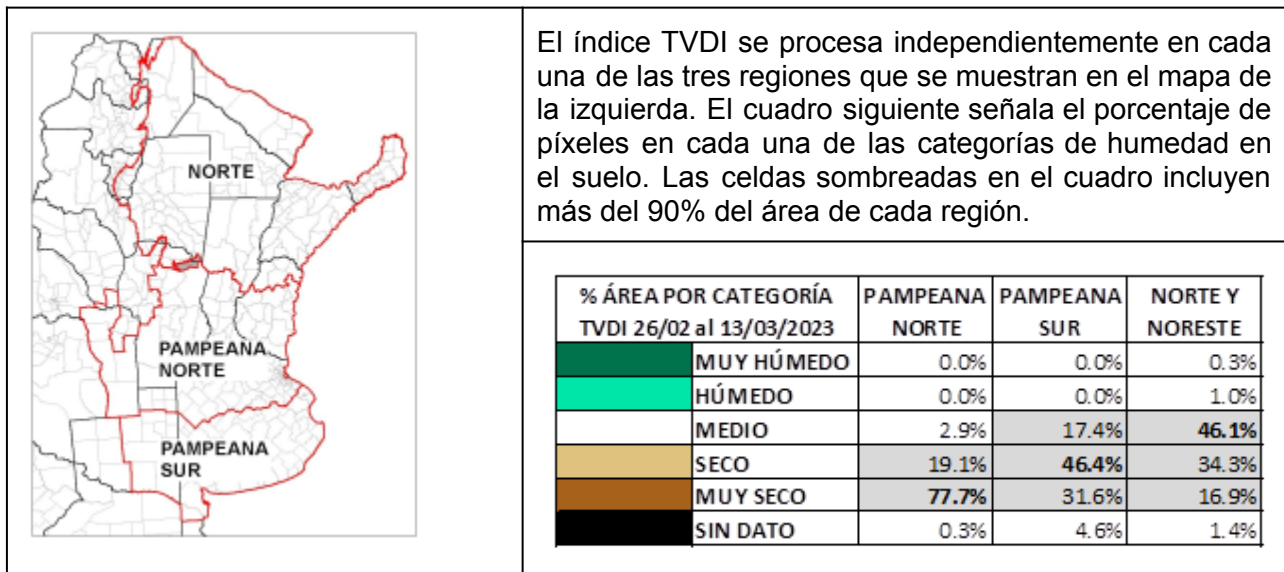 NORTE
PAMPEANA
NORTE
PAMPEANA
SUR
El índice TVDI se procesa independientemente en cada
una de las tres regiones que se muestran en el mapa de
la izquierda. El cuadro siguiente señala el porcentaje de
píxeles en cada una de las categorías de humedad en
el suelo. Las celdas sombreadas en el cuadro incluyen
más del 90% del área de cada región.
% ÁREA POR CATEGORÍA PAMPEANA PAMPEANA NORTE Y
TVDI 26/02 al 13/03/2023 NORTE SUR NORESTE
MUY HÚMEDO 0.0% 0.0% 0.3%
HÚMEDO 0.0% 0.0% 1.0%
MEDIO 2.9% 17.4% 46.1%
SECO 19.1% 46.4% 34.3%
MUY SECO 77.7% 31.6% 16.9%
SIN DATO 0.3% 4.6% 1.4%